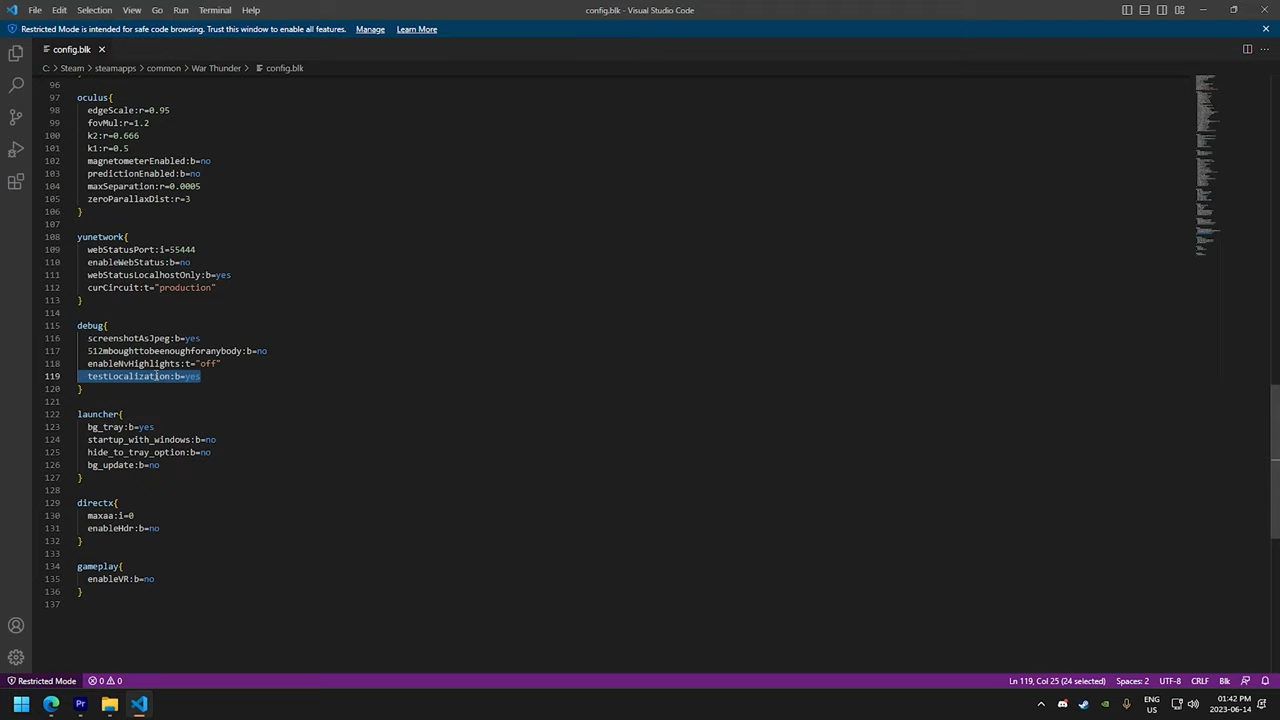 File Edit Selection View Go Run Terminal Help config.blk - Visual Studio Code
Restricted Mode is intended for safe code browsing. Trust this window to enable all features. Manage Learn More
config.blk
C: > Steam > steamapps > common > War Thunder > config.blk
96
97 oculus{
98 edgeScale:r=0.95
99 fovMul:r=1.2
100 k2:r=0.666
101 k1:r=0.5
102 magnetometerEnabled:b=no
103 predictionEnabled:b=no
104 maxSeparation:r=0.0005
105 zeroParallaxDist:r=3
106 }
107
108 yunetwork{
109 webStatusPort:i=55444
110 enableWebStatus:b=no
111 webStatusLocalhostOnly:b=yes
112 curCircuit:t="production"
113 }
114
115 debug{
116 screenshotAsJpeg:b=yes
117 512mboughttobeenoughforanybody:b=no
118 enableNvHighlights:t="off"
119 testLocalization:b=yes
120 }
121
122 launcher{
123 bg_tray:b=yes
124 startup_with_windows:b=no
125 hide_to_tray_option:b=no
126 bg_update:b=no
127 }
128
129 directx{
130 maxaa:i=0
131 enableHdr:b=no
132 }
133
134 gameplay{
135 enableVR:b=no
136 }
137
Restricted Mode 0 0 Ln 119, Col 25 (24 selected) Spaces: 2 UTF-8 CRLF Blk
Pr ENG US 01:42 PM 2023-06-14